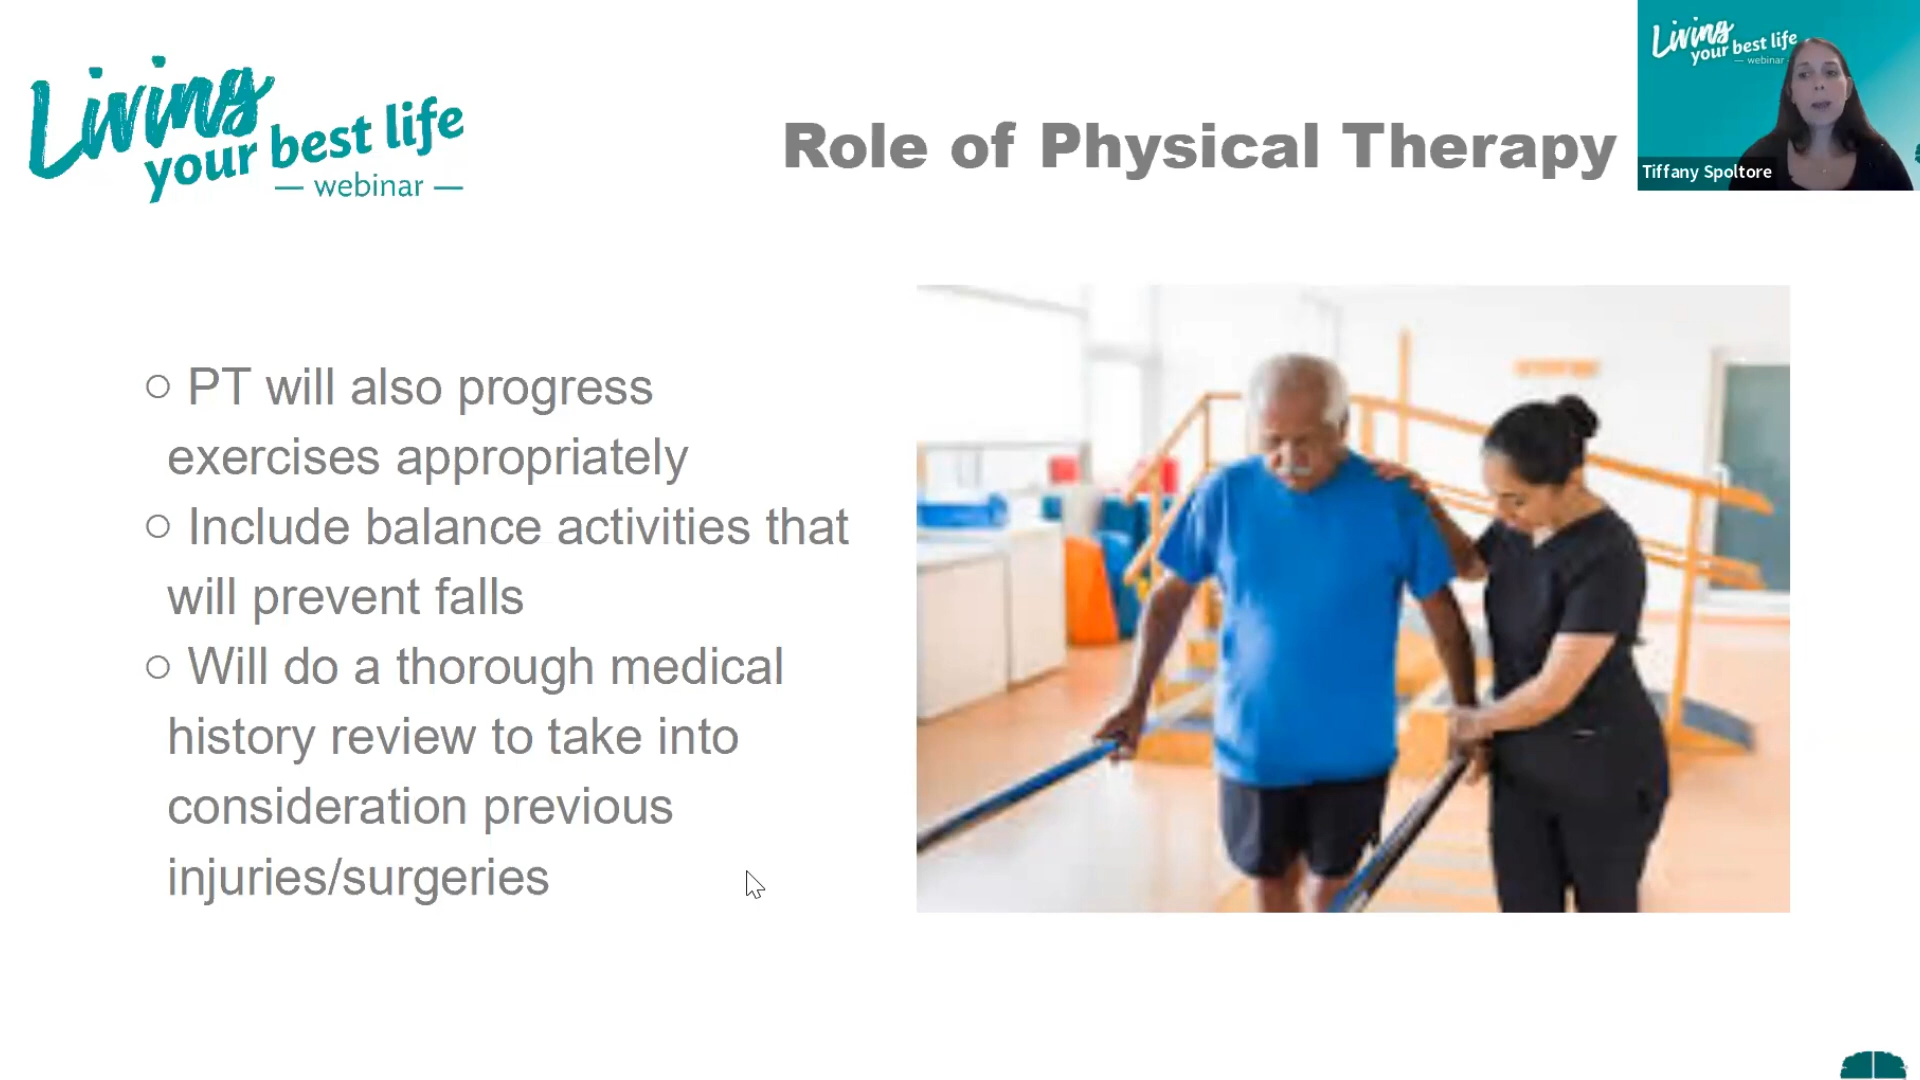 Living
your best life
— webinar —
Role of Physical Therapy
Living
your best life
— webinar
Tiffany Spoltore
○ PT will also progress
exercises appropriately
○ Include balance activities that
will prevent falls
○ Will do a thorough medical
history review to take into
consideration previous
injuries/surgeries